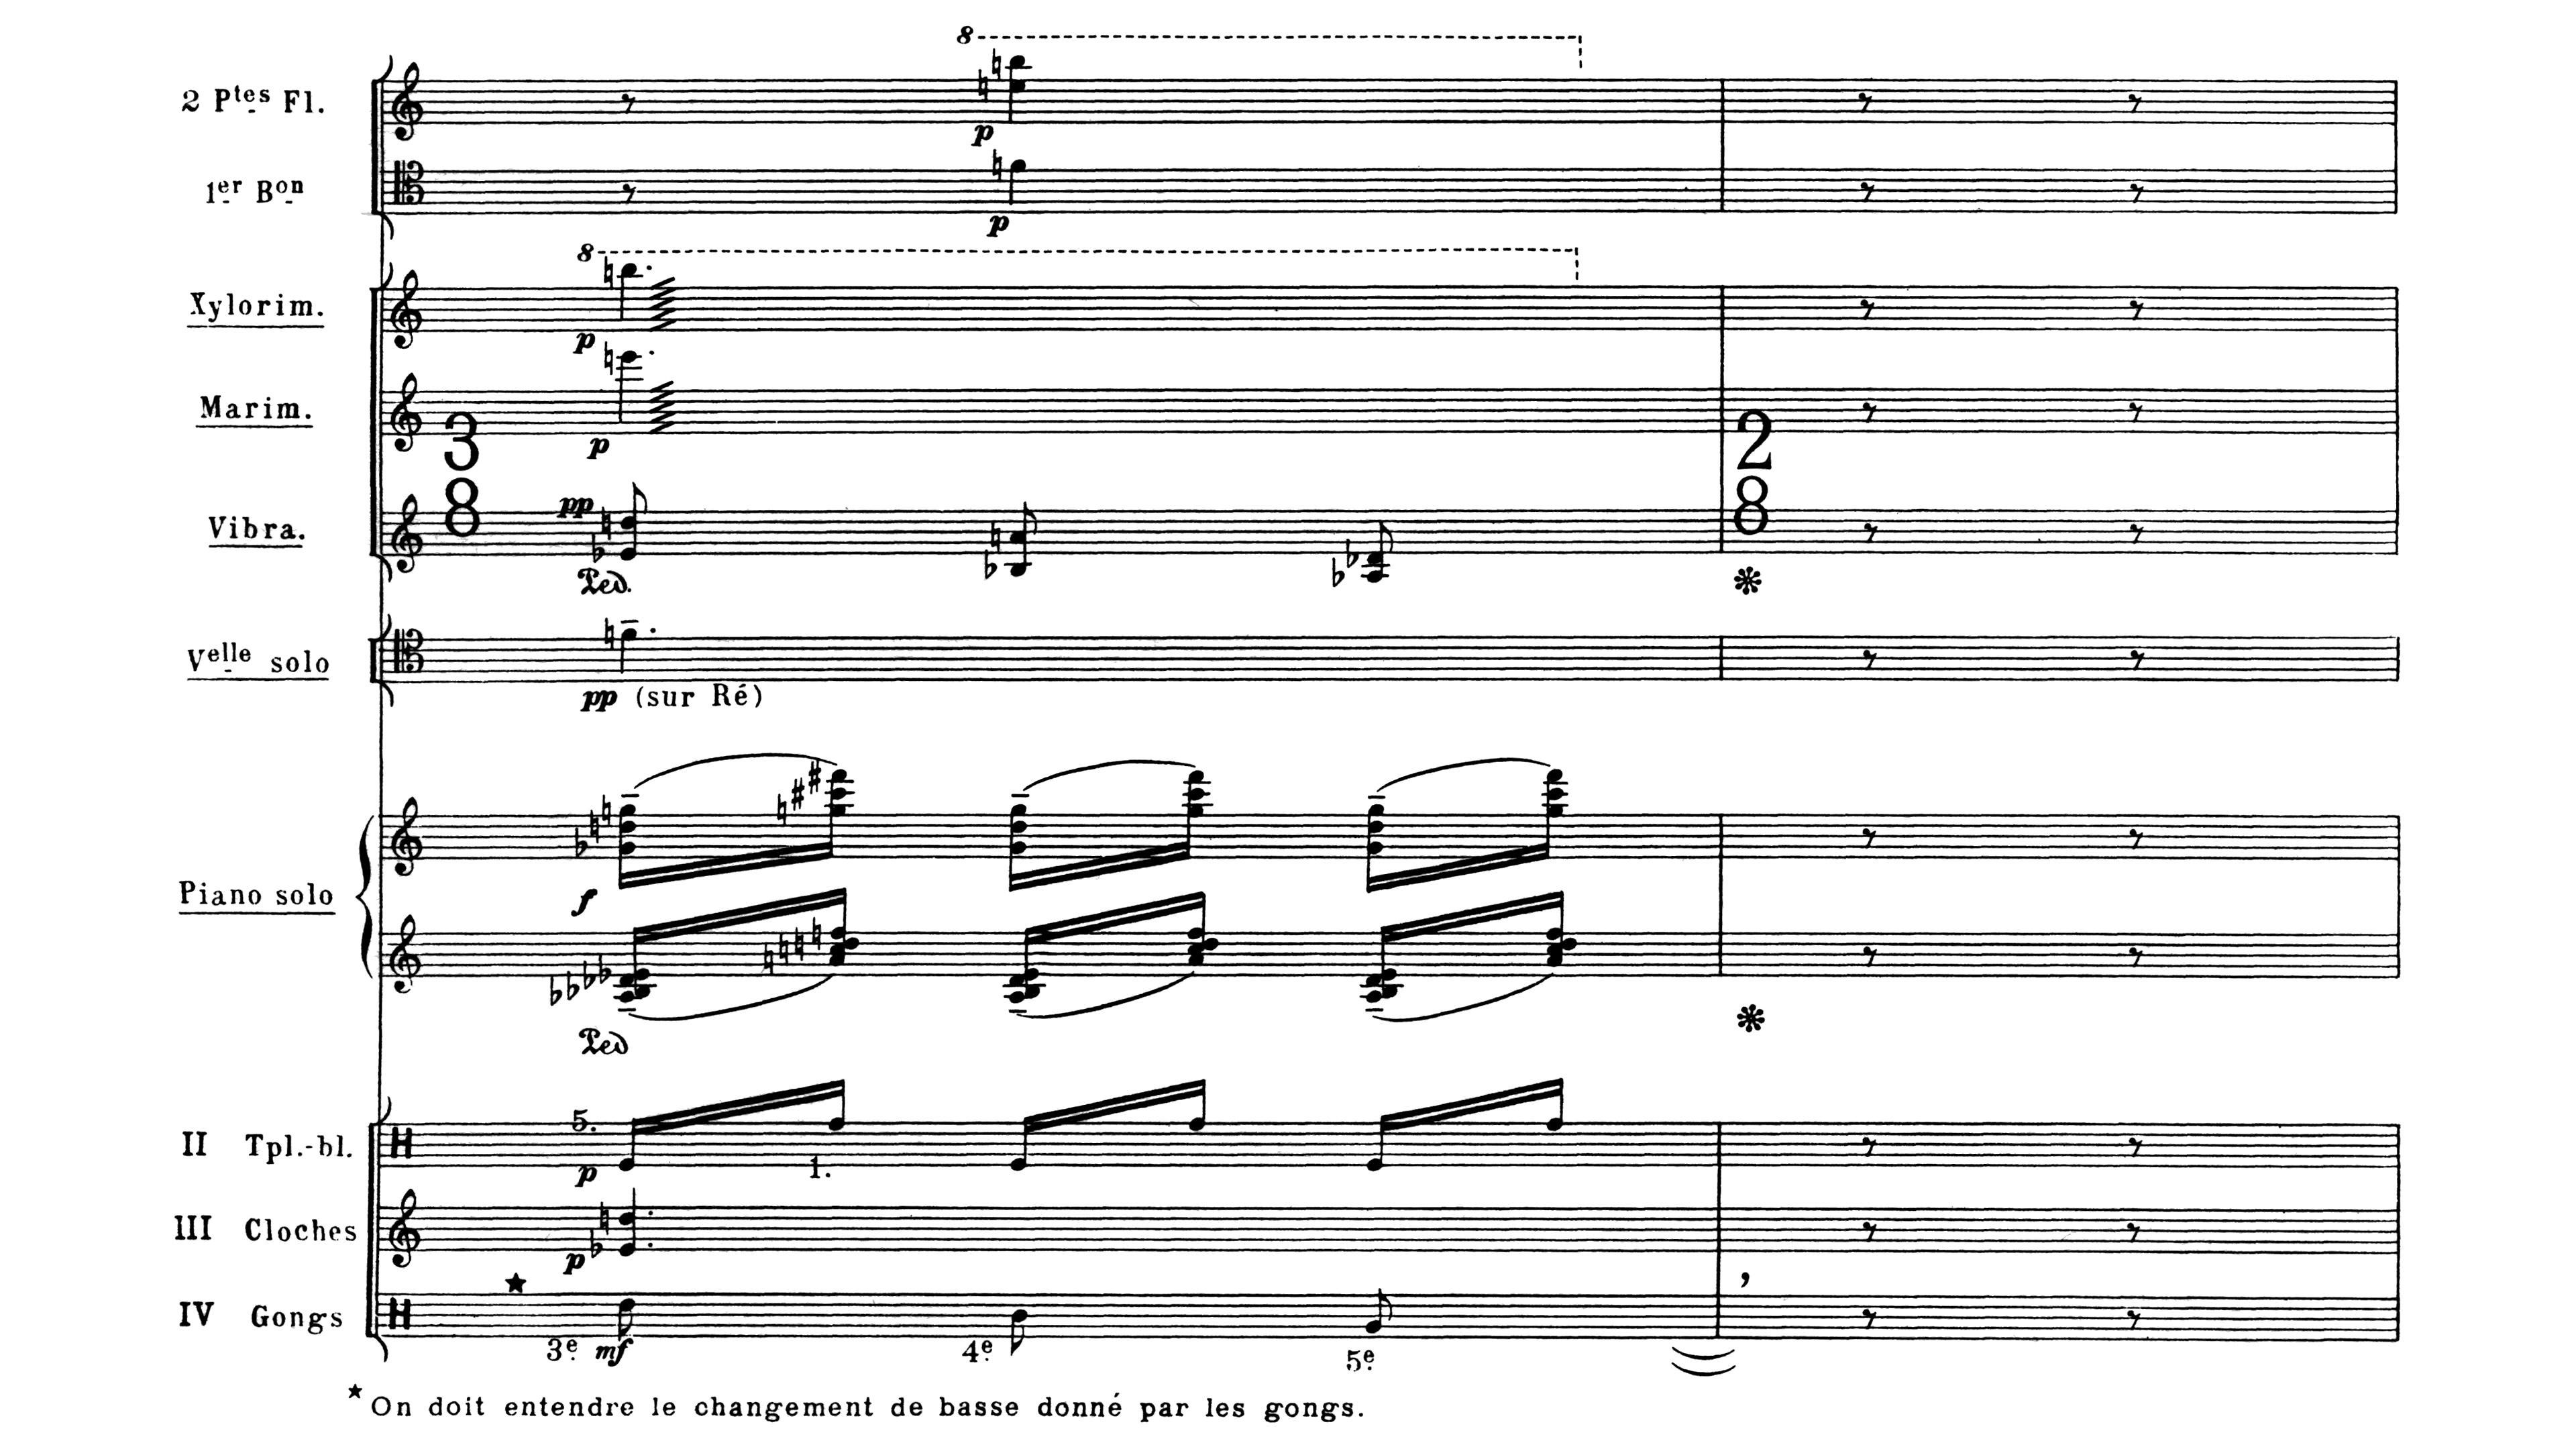 8
2 Ptes Fl.
p
1er Bon
p
8
Xylorim.
p
Marim.
p
3 2
8 8
Vibra.
pp
Ped.
Velle solo
pp (sur Ré)
Piano solo
f
Ped
II Tpl.-bl.
5.
p 1.
III Cloches
p
★
IV Gongs
3e mf 4e 5e
★ On doit entendre le changement de basse donné par les gongs.